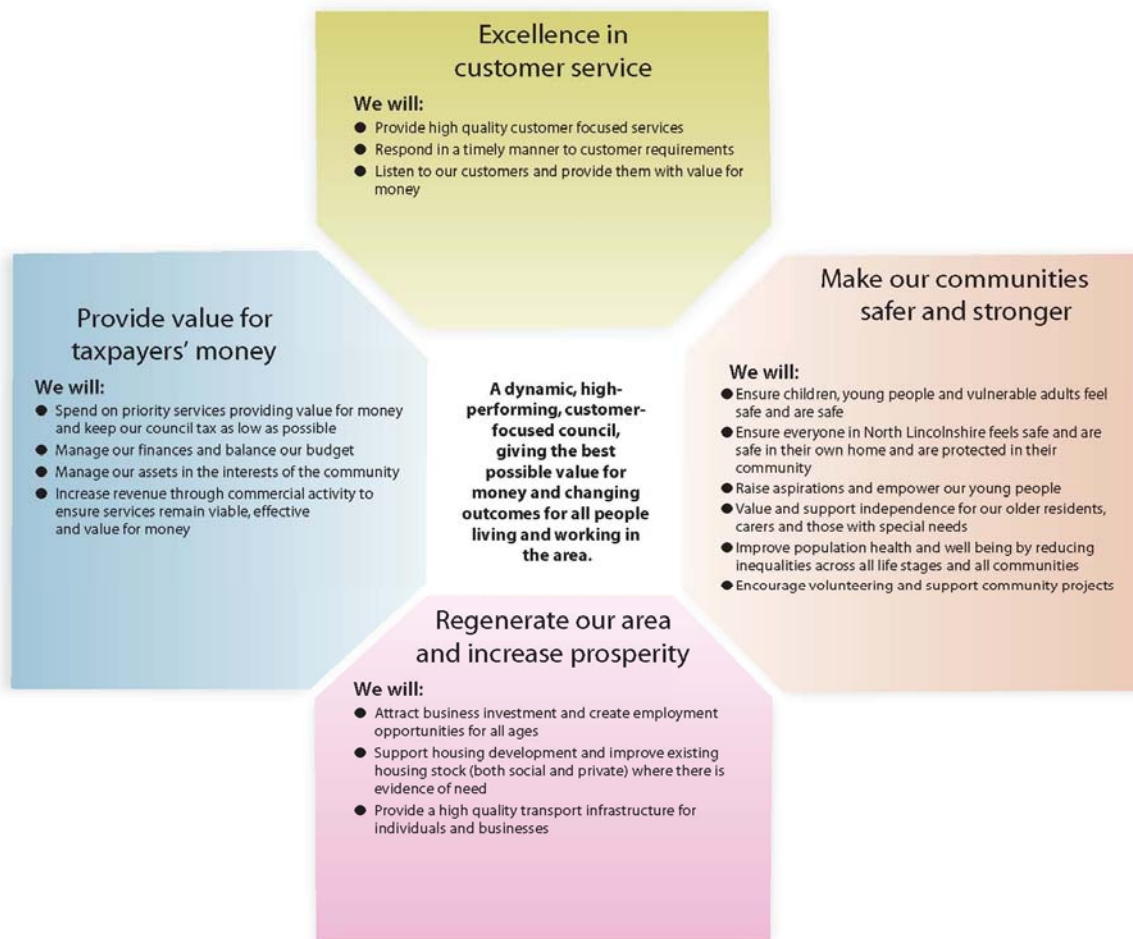 Excellence in
customer service
We will:
● Provide high quality customer focused services
● Respond in a timely manner to customer requirements
● Listen to our customers and provide them with value for
money
Provide value for
taxpayers’ money
We will:
● Spend on priority services providing value for money
and keep our council tax as low as possible
● Manage our finances and balance our budget
● Manage our assets in the interests of the community
● Increase revenue through commercial activity to
ensure services remain viable, effective
and value for money
A dynamic, high-
performing, customer-
focused council,
giving the best
possible value for
money and changing
outcomes for all people
living and working in
the area.
Make our communities
safer and stronger
We will:
● Ensure children, young people and vulnerable adults feel
safe and are safe
● Ensure everyone in North Lincolnshire feels safe and are
safe in their own home and are protected in their
community
● Raise aspirations and empower our young people
● Value and support independence for our older residents,
carers and those with special needs
● Improve population health and well being by reducing
inequalities across all life stages and all communities
● Encourage volunteering and support community projects
Regenerate our area
and increase prosperity
We will:
● Attract business investment and create employment
opportunities for all ages
● Support housing development and improve existing
housing stock (both social and private) where there is
evidence of need
● Provide a high quality transport infrastructure for
individuals and businesses